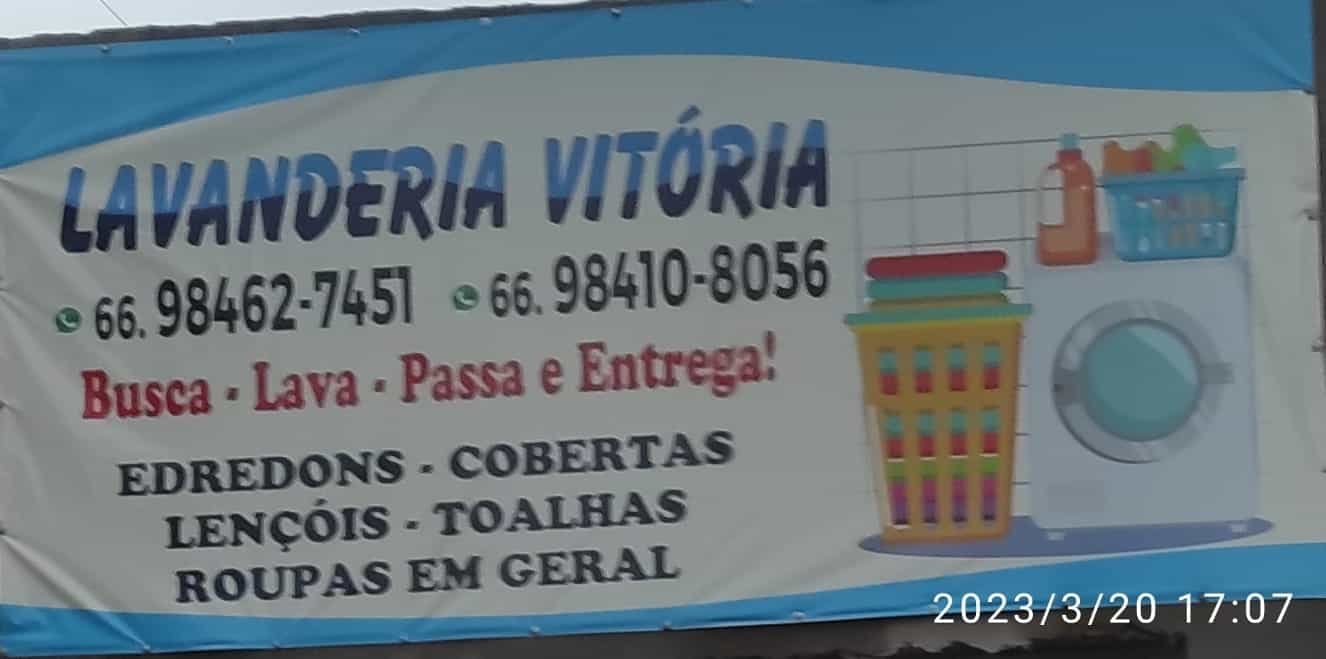 LAVANDERIA VITÓRIA
66. 98462-7451 66. 98410-8056
Busca - Lava - Passa e Entrega!
EDREDONS - COBERTAS
LENÇÓIS - TOALHAS
ROUPAS EM GERAL
2023/3/20 17:07